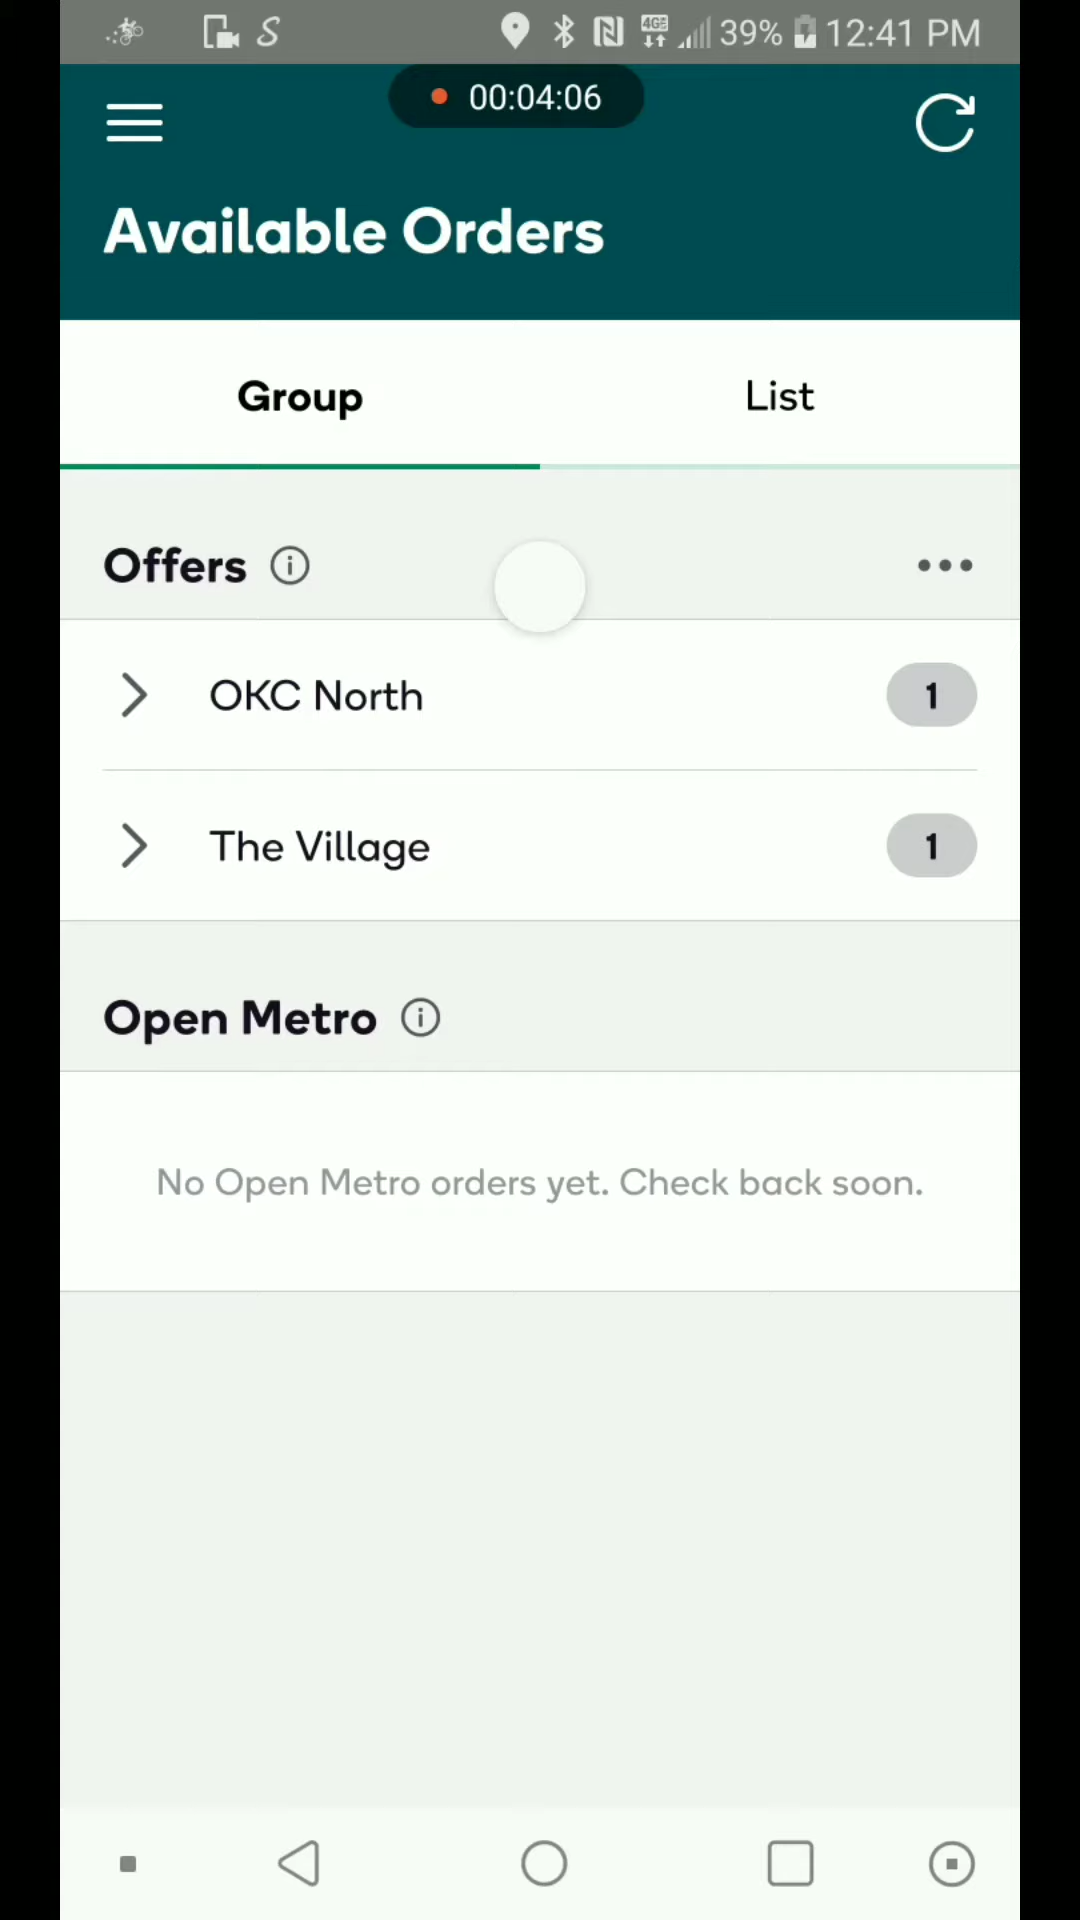 39% 12:41 PM
00:04:06
Available Orders
Group List
Offers
OKC North 1
The Village 1
Open Metro
No Open Metro orders yet. Check back soon.